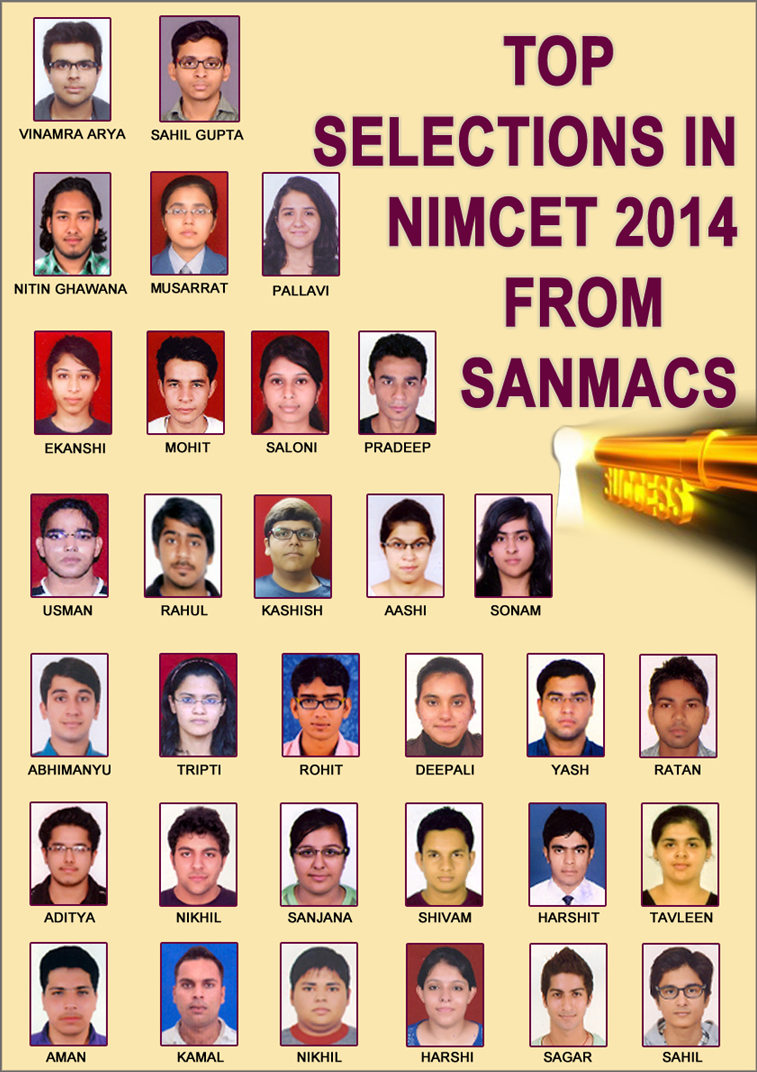 TOP
SELECTIONS IN
NIMCET 2014
FROM
SANMACS
SUCCESS
VINAMRA ARYA SAHIL GUPTA
NITIN GHAWANA MUSARRAT PALLAVI
EKANSHI MOHIT SALONI PRADEEP
USMAN RAHUL KASHISH AASHI SONAM
ABHIMANYU TRIPTI ROHIT DEEPALI YASH RATAN
ADITYA NIKHIL SANJANA SHIVAM HARSHIT TAVLEEN
AMAN KAMAL NIKHIL HARSHI SAGAR SAHIL